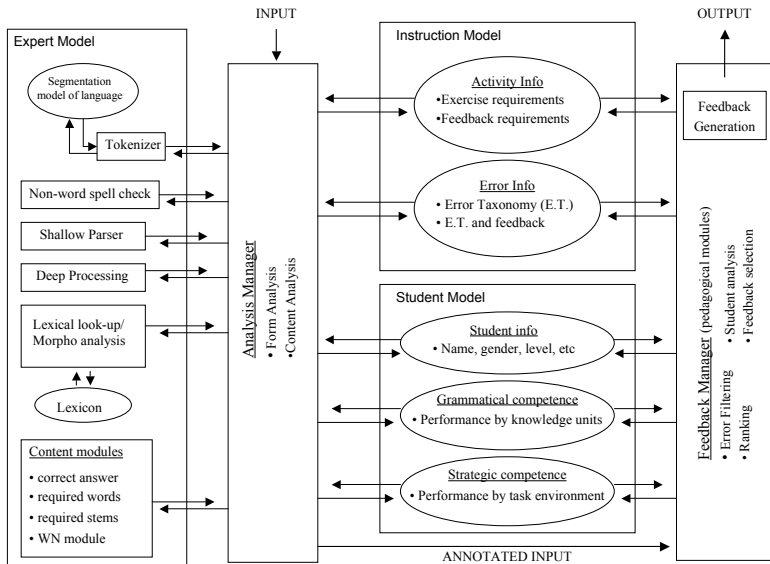 INPUT
OUTPUT
Expert Model
Segmentation
model of language
Tokenizer
Non-word spell check
Shallow Parser
Deep Processing
Lexical look-up/
Morpho analysis
Lexicon
Content modules
• correct answer
• required words
• required stems
• WN module
Analysis Manager
• Form Analysis
•Content Analysis
Instruction Model
Activity Info
•Exercise requirements
•Feedback requirements
Error Info
• Error Taxonomy (E.T.)
• E.T. and feedback
Student Model
Student info
• Name, gender, level, etc
Grammatical competence
• Performance by knowledge units
Strategic competence
• Performance by task environment
Feedback
Generation
Feedback Manager (pedagogical modules)
• Error Filtering
• Student analysis
• Ranking
• Feedback selection
ANNOTATED INPUT